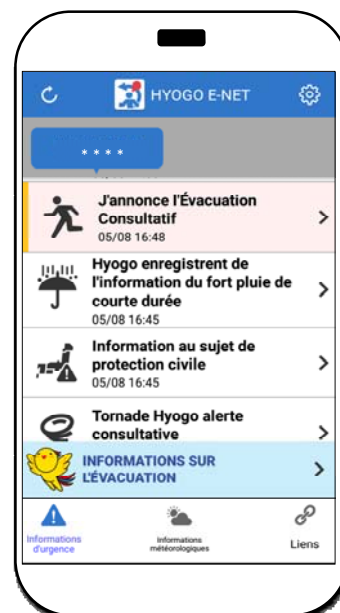 HYOGO E-NET
* * * *
J'annonce l'Évacuation
Consultatif
05/08 16:48
Hyogo enregistrent de
l'information du fort pluie de
courte durée
05/08 16:45
Information au sujet de
protection civile
05/08 16:45
Tornade Hyogo alerte
consultative
INFORMATIONS SUR
L'ÉVACUATION
Informations
d'urgence
Informations
météorologiques
Liens